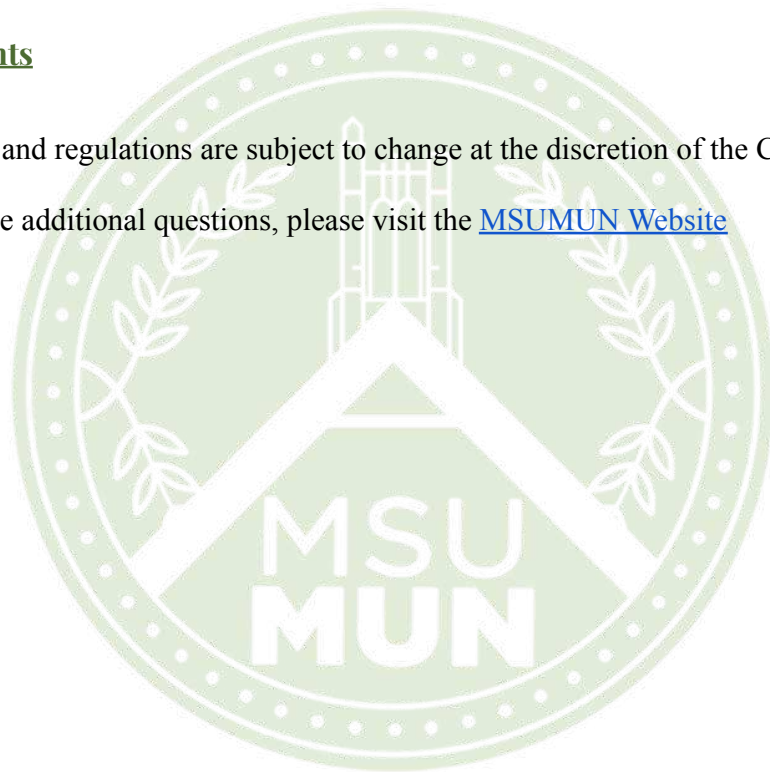 nts
and regulations are subject to change at the discretion of the C
e additional questions, please visit the MSUMUN Website
MSU
MUN